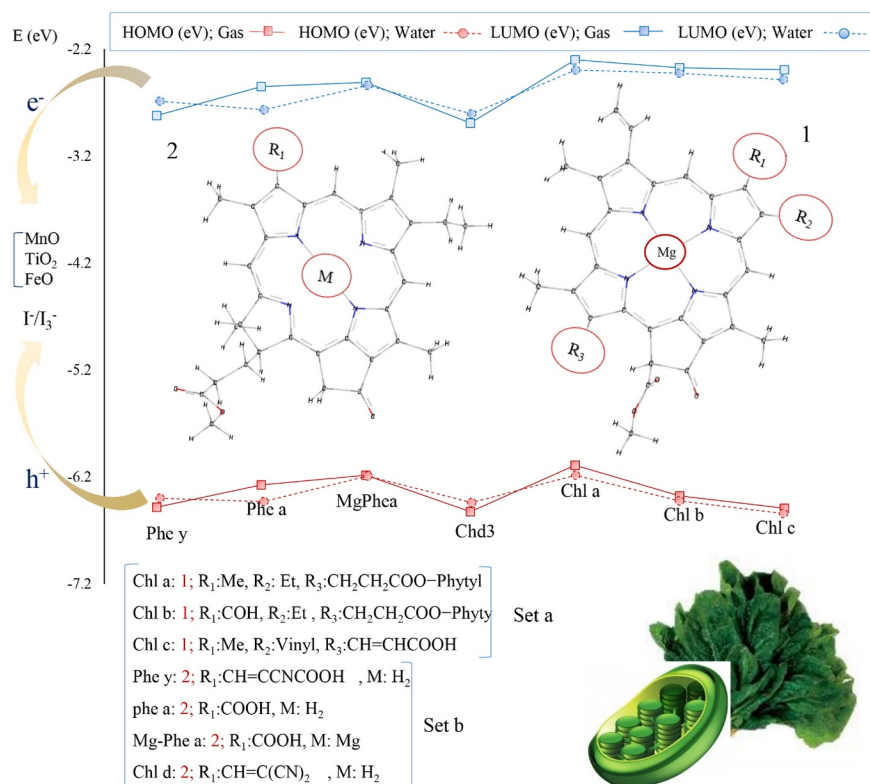 E (eV)
HOMO (eV); Gas HOMO (eV); Water LUMO (eV); Gas LUMO (eV); Water
-2.2
e-
1
2
R1
R1
-3.2
R2
MnO
TiO2
FeO
-4.2
M
Mg
I-/I3-
R3
-5.2
h+
-6.2
Phe y
Phe a
MgPhea
Chd3
Chl a
Chl b
Chl c
-7.2
Chl a: 1; R1:Me, R2: Et, R3:CH2CH2COO−Phytyl
Chl b: 1; R1:COH, R2:Et , R3:CH2CH2COO−Phyty
Chl c: 1; R1:Me, R2:Vinyl, R3:CH=CHCOOH
Set a
Phe y: 2; R1:CH=CCNCOOH , M: H2
phe a: 2; R1:COOH, M: H2
Mg-Phe a: 2; R1:COOH, M: Mg
Chl d: 2; R1:CH=C(CN)2 , M: H2
Set b